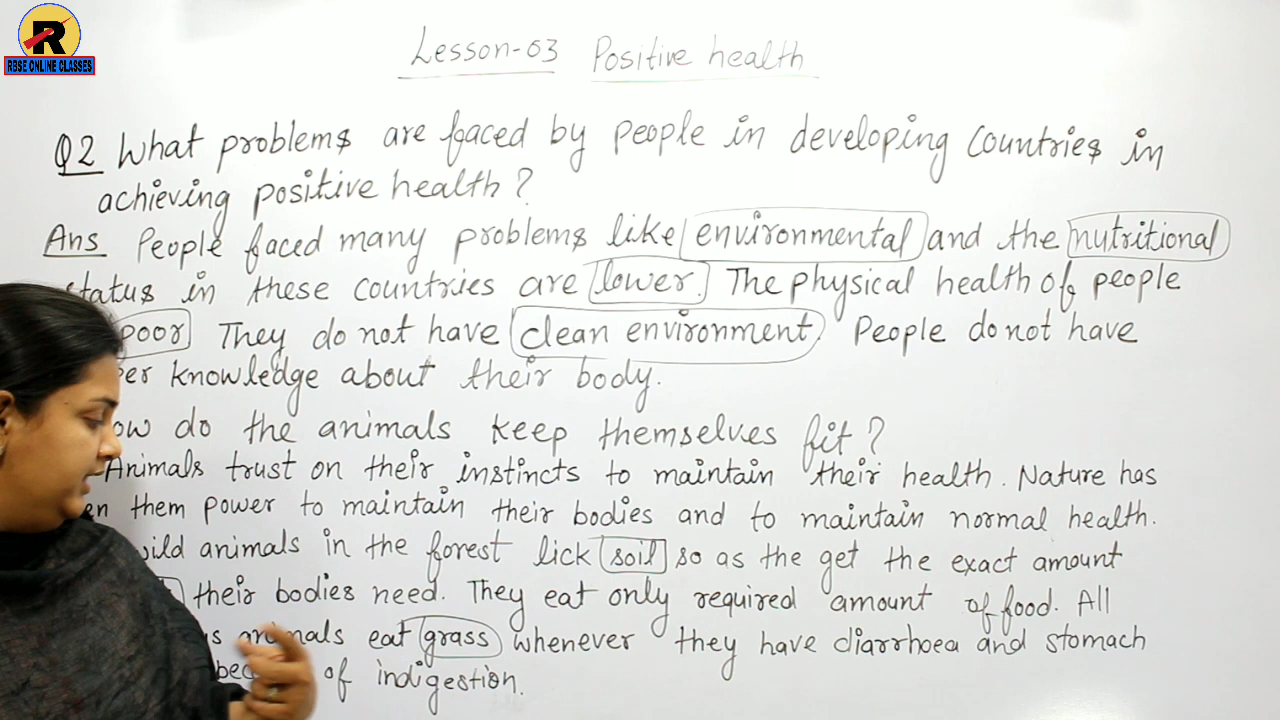 R
RBSE ONLINE CLASSES
Lesson-03 Positive health
Q2 What problems are faced by people in developing countries in
achieving positive health?
Ans People faced many problems like environmental and the nutritional
status in these countries are lower. The physical health of people
poor They do not have clean environment. People do not have
knowledge about their body.
do the animals keep themselves fit?
Animals trust on their instincts to maintain their health. Nature has
them power to maintain their bodies and to maintain normal health.
wild animals in the forest lick soil so as the get the exact amount
their bodies need. They eat only required amount of food. All
animals eat grass whenever they have diarrhoea and stomach
of indigestion.